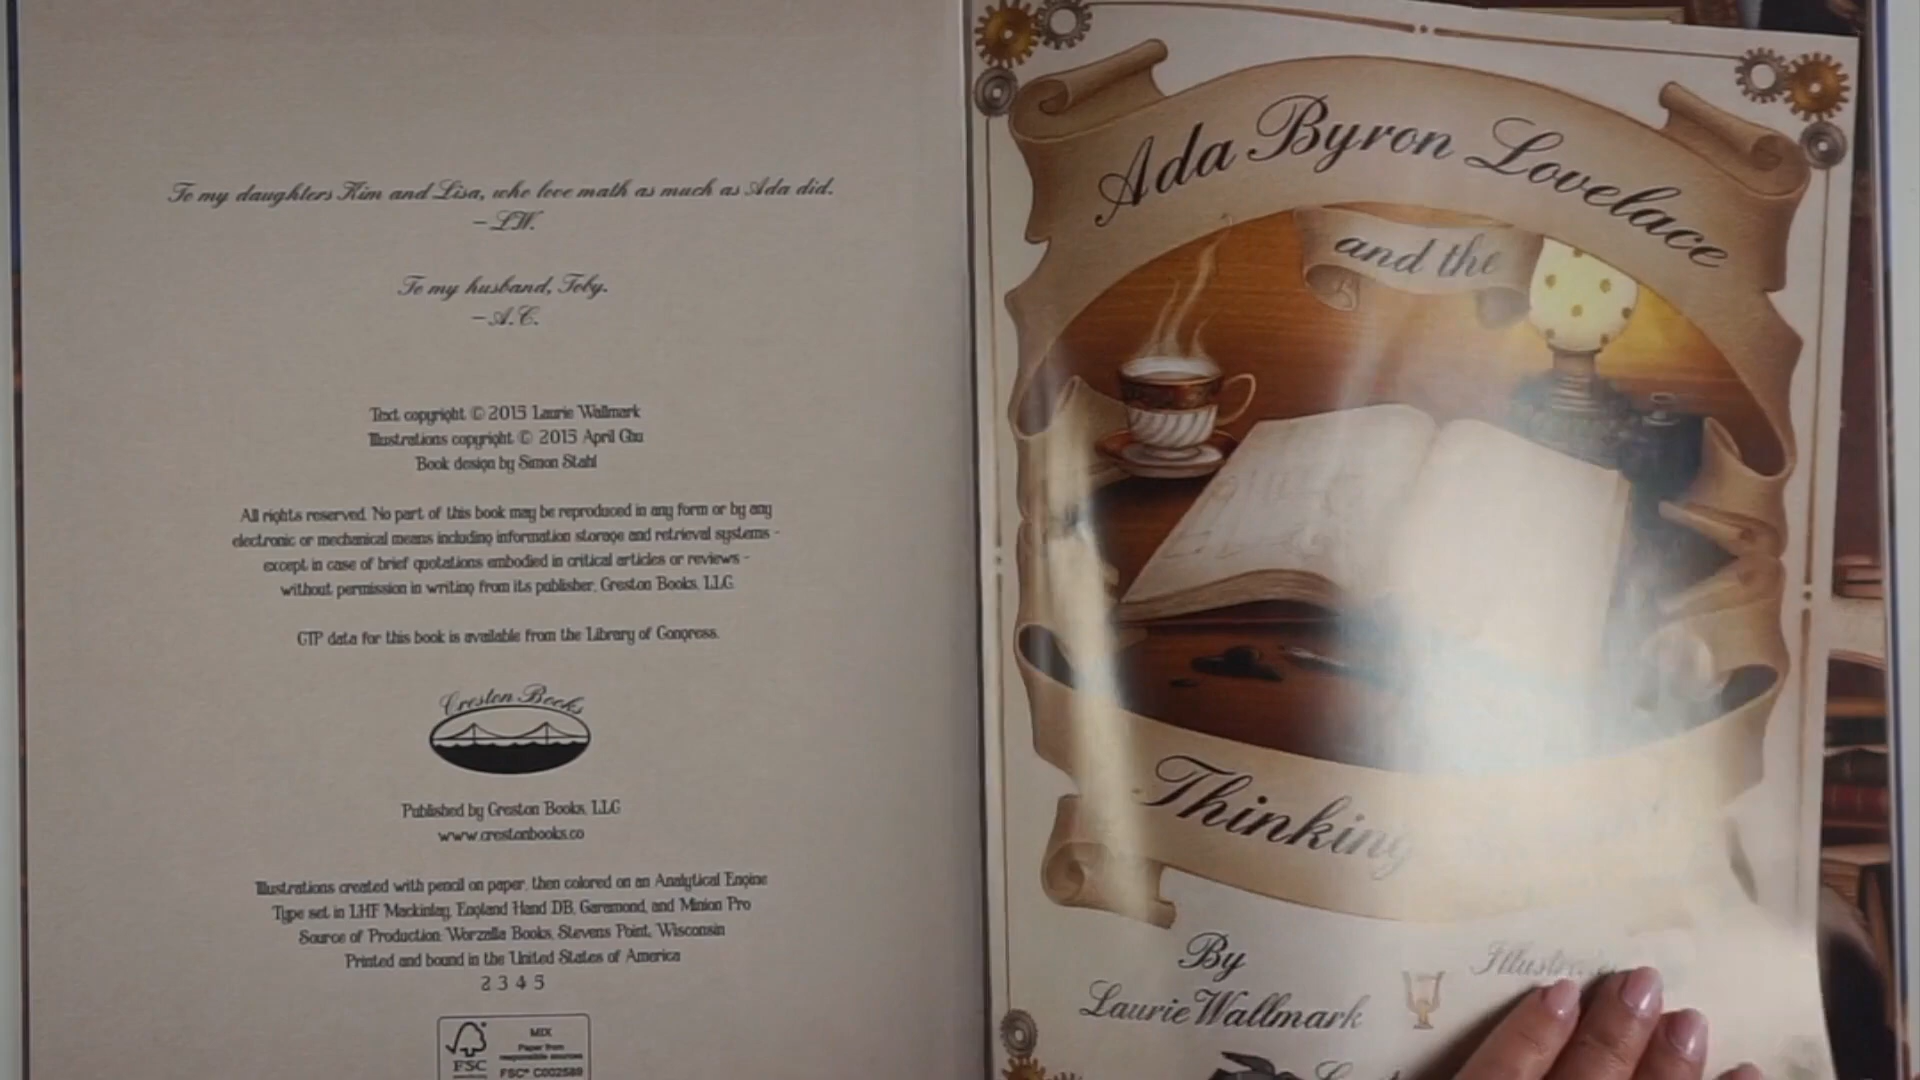 To my daughters Kim and Lisa, who love math as much as Ada did.
– L.W.
To my husband, Toby.
– A.C.
Text copyright © 2015 Laurie Wallmark
Illustrations copyright © 2015 April Chu
Book design by Simon Stahl
All rights reserved. No part of this book may be reproduced in any form or by any
electronic or mechanical means including information storage and retrieval systems -
except in case of brief quotations embodied in critical articles or reviews -
without permission in writing from its publisher, Creston Books, LLC.
CIP data for this book is available from the Library of Congress.
Creston Books
Published by Creston Books, LLC
www.crestonbooks.co
Illustrations created with pencil on paper, then colored on an Analytical Engine
Type set in LHF Mackinlay, England Hand DB, Garamond, and Minion Pro
Source of Production: Worzalla Books, Stevens Point, Wisconsin
Printed and bound in the United States of America
2 3 4 5
FSC
MIX
Paper from
responsible sources
FSC® C002589
Ada Byron Lovelace
and the
Thinking
By
Laurie Wallmark